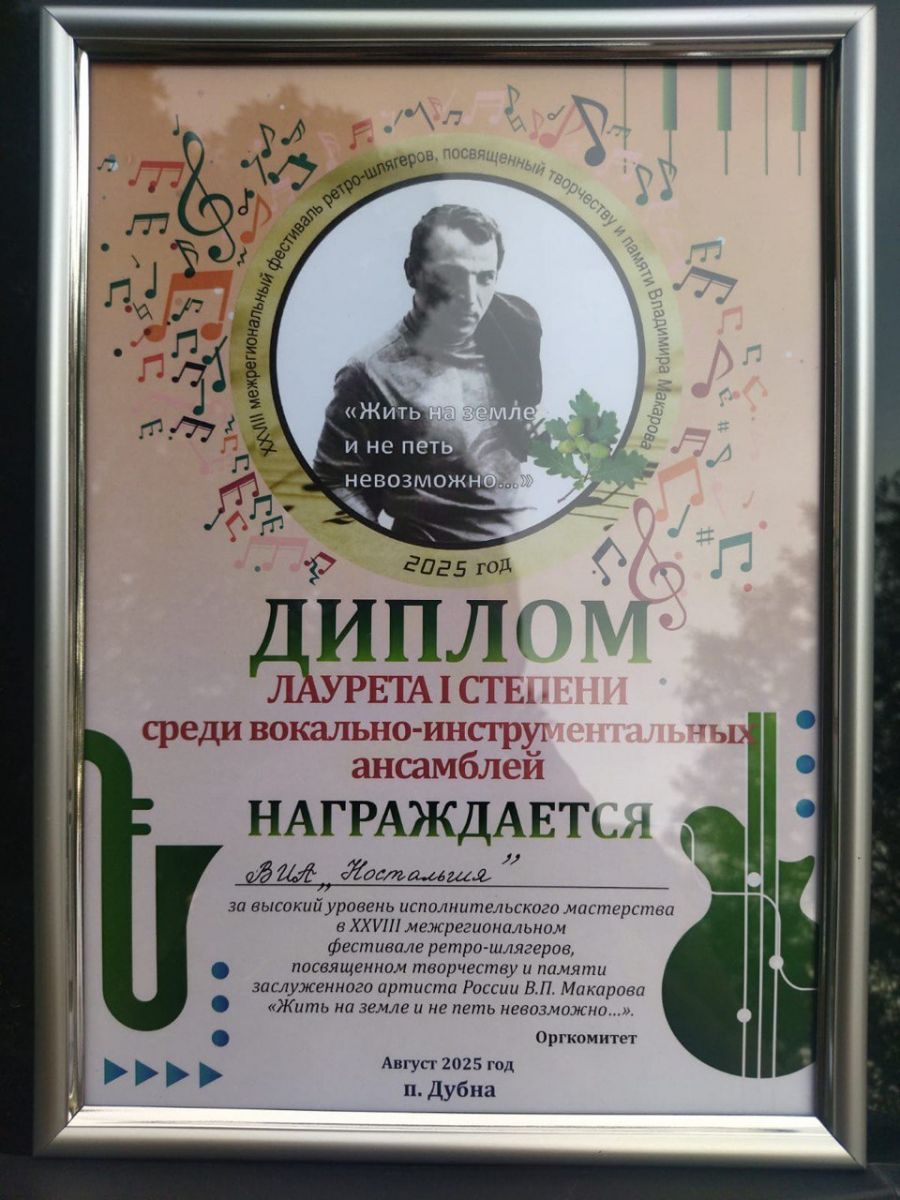 XXVIII межрегиональный фестиваль ретро-шлягеров, посвященный творчеству и памяти Владимира Макарова
«Жить на земле
и не петь
невозможно...»
2025 год
ДИПЛОМ
ЛАУРЕТА I СТЕПЕНИ
среди вокально-инструментальных
ансамблей
НАГРАЖДАЕТСЯ
ВИА „Ностальгия”
за высокий уровень исполнительского мастерства
в XXVIII межрегиональном
фестивале ретро-шлягеров,
посвященном творчеству и памяти
заслуженного артиста России В.П. Макарова
«Жить на земле и не петь невозможно...».
Оргкомитет
Август 2025 год
п. Дубна